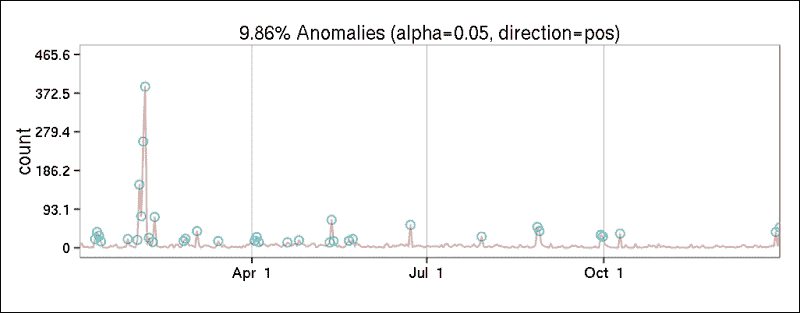 9.86% Anomalies (alpha=0.05, direction=pos)
465.6
372.5
279.4
186.2
93.1
0
count
Apr 1
Jul 1
Oct 1